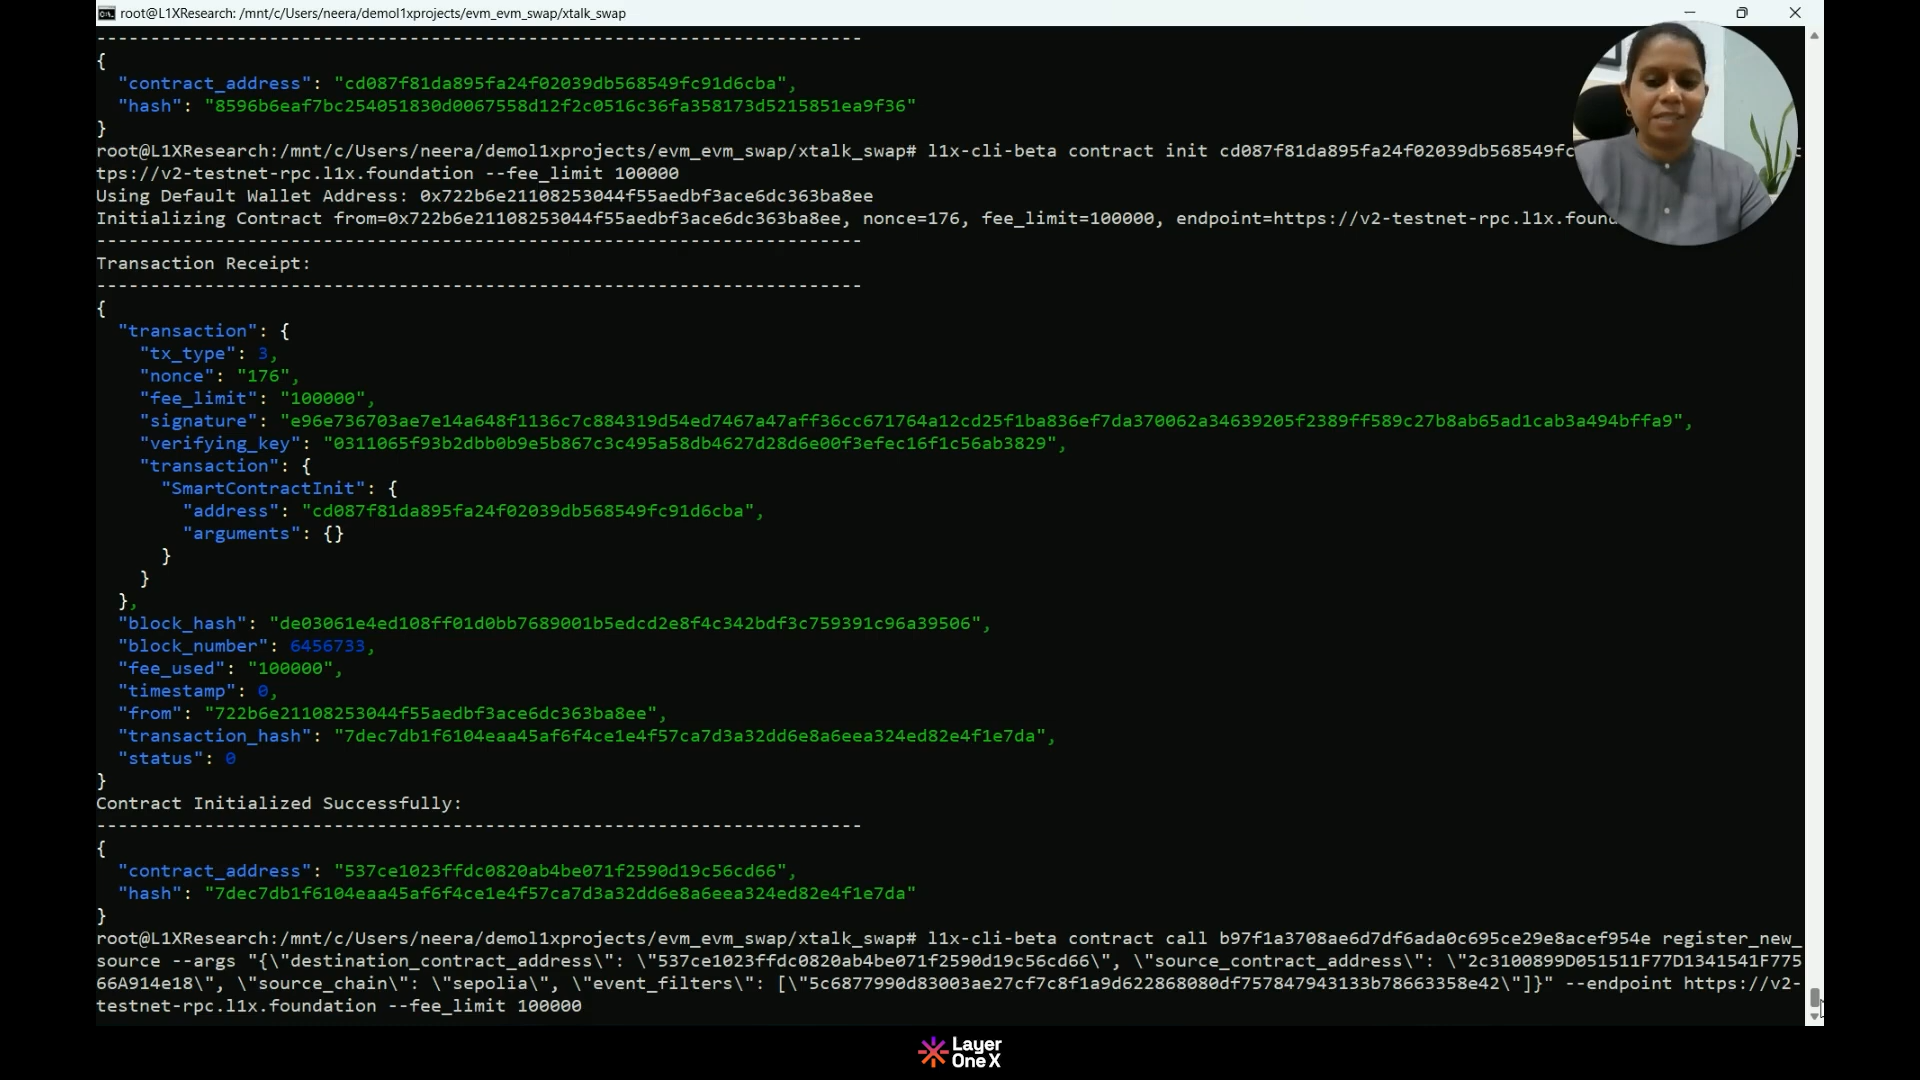 root@L1XResearch: /mnt/c/Users/neera/demol1xprojects/evm_evm_swap/xtalk_swap
-----------------------------------------------------------------------
{
"contract_address": "cd087f81da895fa24f02039db568549fc91d6cba",
"hash": "8596b6eaf7bc254051830d0067558d12f2c0516c36fa358173d5215851ea9f36"
}
root@L1XResearch:/mnt/c/Users/neera/demol1xprojects/evm_evm_swap/xtalk_swap# l1x-cli-beta contract init cd087f81da895fa24f02039db568549fc
tps://v2-testnet-rpc.l1x.foundation --fee_limit 100000
Using Default Wallet Address: 0x722b6e21108253044f55aedbf3ace6dc363ba8ee
Initializing Contract from=0x722b6e21108253044f55aedbf3ace6dc363ba8ee, nonce=176, fee_limit=100000, endpoint=https://v2-testnet-rpc.l1x.found
-----------------------------------------------------------------------
Transaction Receipt:
-----------------------------------------------------------------------
{
"transaction": {
"tx_type": 3,
"nonce": "176",
"fee_limit": "100000",
"signature": "e96e736703ae7e14a648f1136c7c884319d54ed7467a47aff36cc671764a12cd25f1ba836ef7da370062a34639205f2389ff589c27b8ab65ad1cab3a494bffa9",
"verifying_key": "0311065f93b2dbb0b9e5b867c3c495a58db4627d28d6e00f3efec16f1c56ab3829",
"transaction": {
"SmartContractInit": {
"address": "cd087f81da895fa24f02039db568549fc91d6cba",
"arguments": {}
}
}
},
"block_hash": "de03061e4ed108ff01d0bb7689001b5edcd2e8f4c342bdf3c759391c96a39506",
"block_number": 6456733,
"fee_used": "100000",
"timestamp": 0,
"from": "722b6e21108253044f55aedbf3ace6dc363ba8ee",
"transaction_hash": "7dec7db1f6104eaa45af6f4ce1e4f57ca7d3a32dd6e8a6eea324ed82e4f1e7da",
"status": 0
}
Contract Initialized Successfully:
-----------------------------------------------------------------------
{
"contract_address": "537ce1023ffdc0820ab4be071f2590d19c56cd66",
"hash": "7dec7db1f6104eaa45af6f4ce1e4f57ca7d3a32dd6e8a6eea324ed82e4f1e7da"
}
root@L1XResearch:/mnt/c/Users/neera/demol1xprojects/evm_evm_swap/xtalk_swap# l1x-cli-beta contract call b97f1a3708ae6d7df6ada0c695ce29e8acef954e register_new_
source --args "{\"destination_contract_address\": \"537ce1023ffdc0820ab4be071f2590d19c56cd66\", \"source_contract_address\": \"2c3100899D051511F77D1341541F775
66A914e18\", \"source_chain\": \"sepolia\", \"event_filters\": [\"5c6877990d83003ae27cf7c8f1a9d622868080df757847943133b78663358e42\"]}" --endpoint https://v2-
testnet-rpc.l1x.foundation --fee_limit 100000
Layer
One X